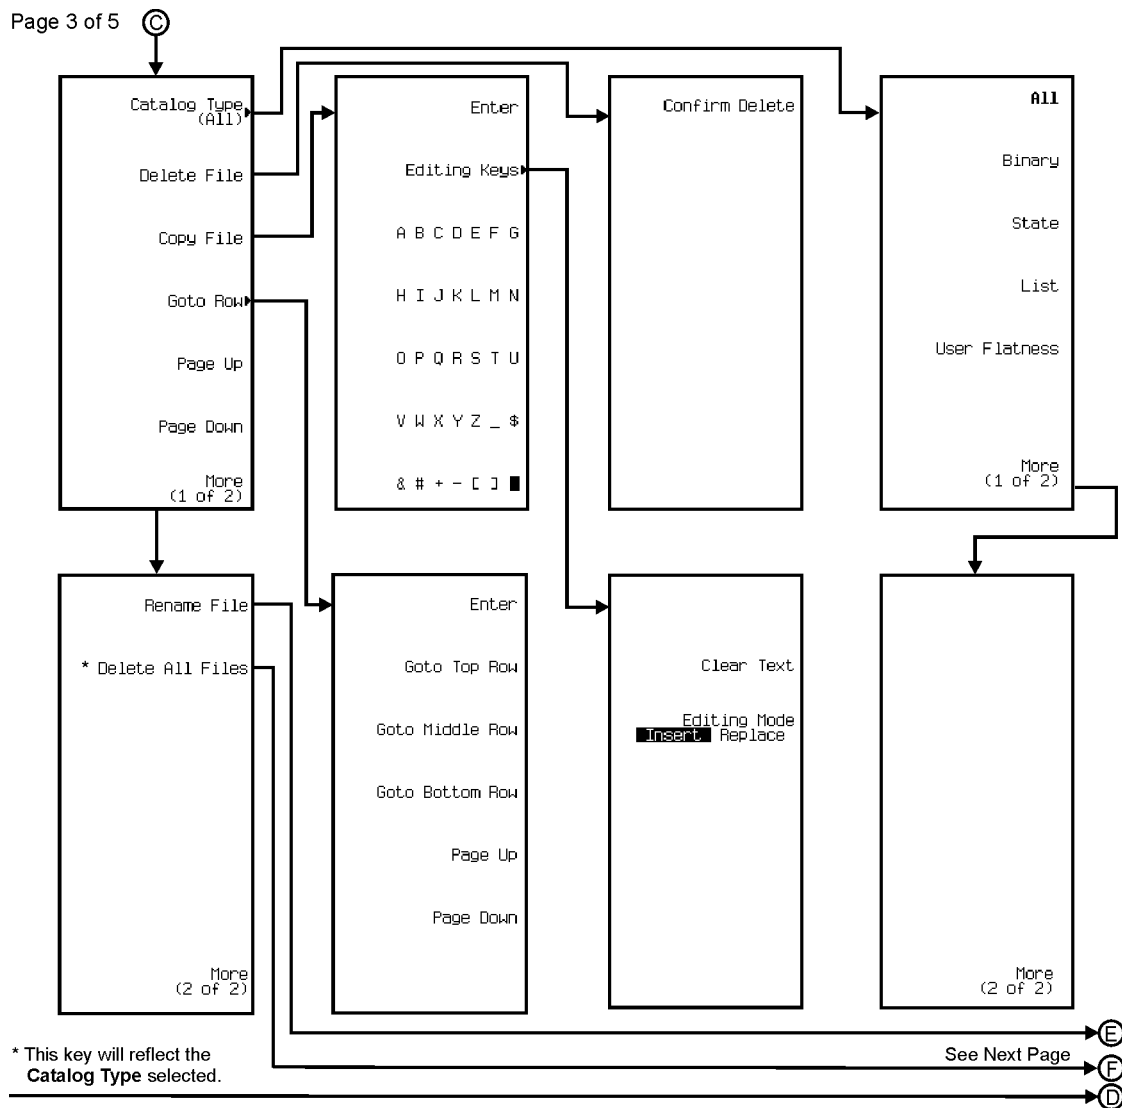 Page 3 of 5 C
Catalog Type
(All)
Delete File
Copy File
Goto Row
Page Up
Page Down
More
(1 of 2)
Enter
Editing Keys
A B C D E F G
H I J K L M N
O P Q R S T U
V W X Y Z _ $
& # + - [ ]
Confirm Delete
All
Binary
State
List
User Flatness
More
(1 of 2)
Rename File
* Delete All Files
More
(2 of 2)
Enter
Goto Top Row
Goto Middle Row
Goto Bottom Row
Page Up
Page Down
Clear Text
Editing Mode
Insert Replace
More
(2 of 2)
* This key will reflect the
Catalog Type selected.
E
See Next Page
F
D